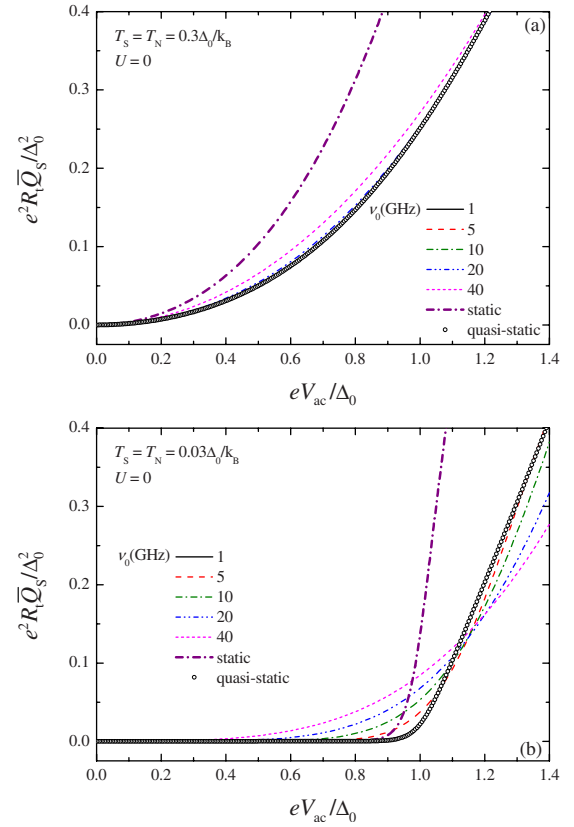 (a)
T_S = T_N = 0.3Δ_0/k_B
U = 0
e^2R_t Q̅_S/Δ_0^2
0.4
0.3
0.2
0.1
0.0
ν_0(GHz)
1
5
10
20
40
static
quasi-static
0.0 0.2 0.4 0.6 0.8 1.0 1.2 1.4
eV_ac/Δ_0
T_S = T_N = 0.03Δ_0/k_B
U = 0
e^2R_t Q̅_S/Δ_0^2
0.4
0.3
0.2
0.1
0.0
ν_0(GHz)
1
5
10
20
40
static
quasi-static
(b)
0.0 0.2 0.4 0.6 0.8 1.0 1.2 1.4
eV_ac/Δ_0